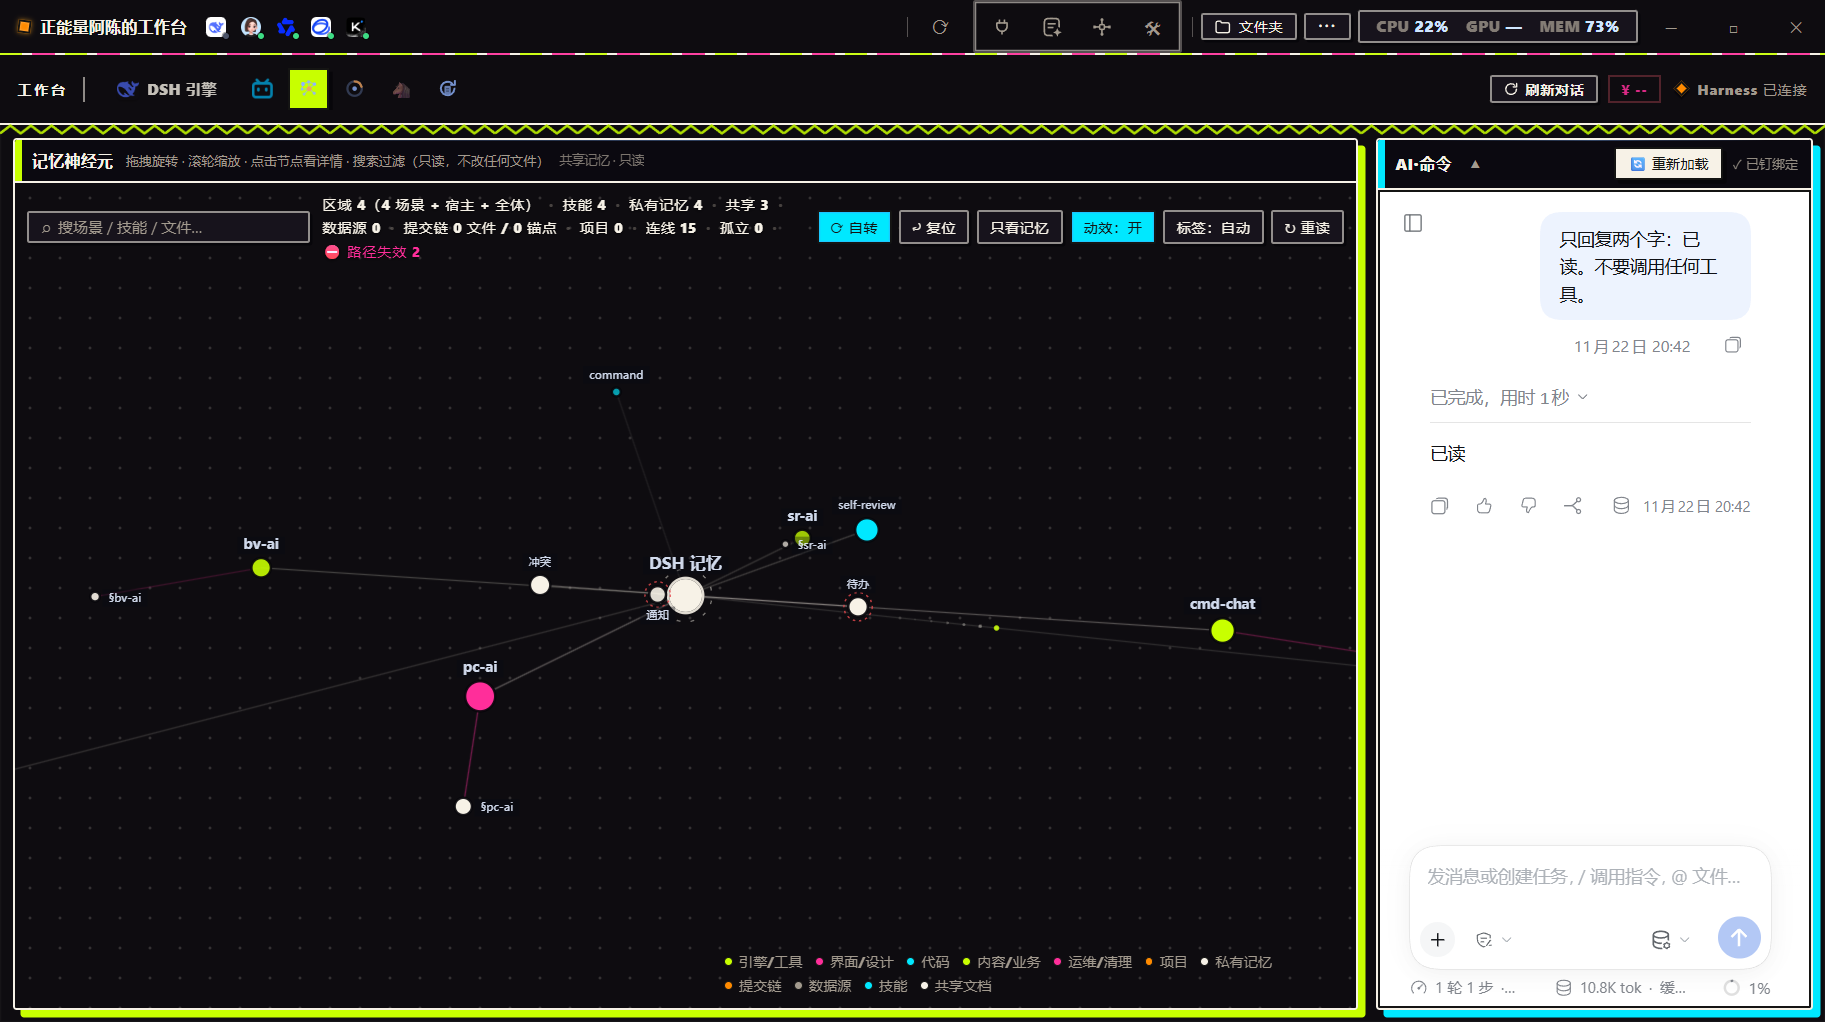 正能量阿陈的工作台
文件夹
···
CPU 22% GPU — MEM 73%
工作台
DSH 引擎
刷新对话
¥ --
Harness 已连接
记忆神经元 拖拽旋转 · 滚轮缩放 · 点击节点看详情 · 搜索过滤（只读，不改任何文件） 共享记忆 · 只读
搜场景 / 技能 / 文件...
区域 4（4 场景 + 宿主 + 全体） · 技能 4 · 私有记忆 4 · 共享 3 ·
数据源 0 · 提交链 0 文件 / 0 锚点 · 项目 0 · 连线 15 · 孤立 0 ·
路径失效 2
自转
复位
只看记忆
动效：开
标签：自动
↻ 重读
command
self-review
sr-ai
§sr-ai
bv-ai
§bv-ai
冲突
DSH 记忆
通知
待办
cmd-chat
pc-ai
§pc-ai
引擎/工具 界面/设计 代码 内容/业务 运维/清理 项目 私有记忆
提交链 数据源 技能 共享文档
AI·命令 ▲
重新加载
✓ 已钉绑定
只回复两个字：已
读。不要调用任何工
具。
11月22日 20:42
已完成，用时 1秒
已读
11月22日 20:42
发消息或创建任务, / 调用指令, @ 文件...
1 轮 1 步 ·...
10.8K tok · 缓...
1%